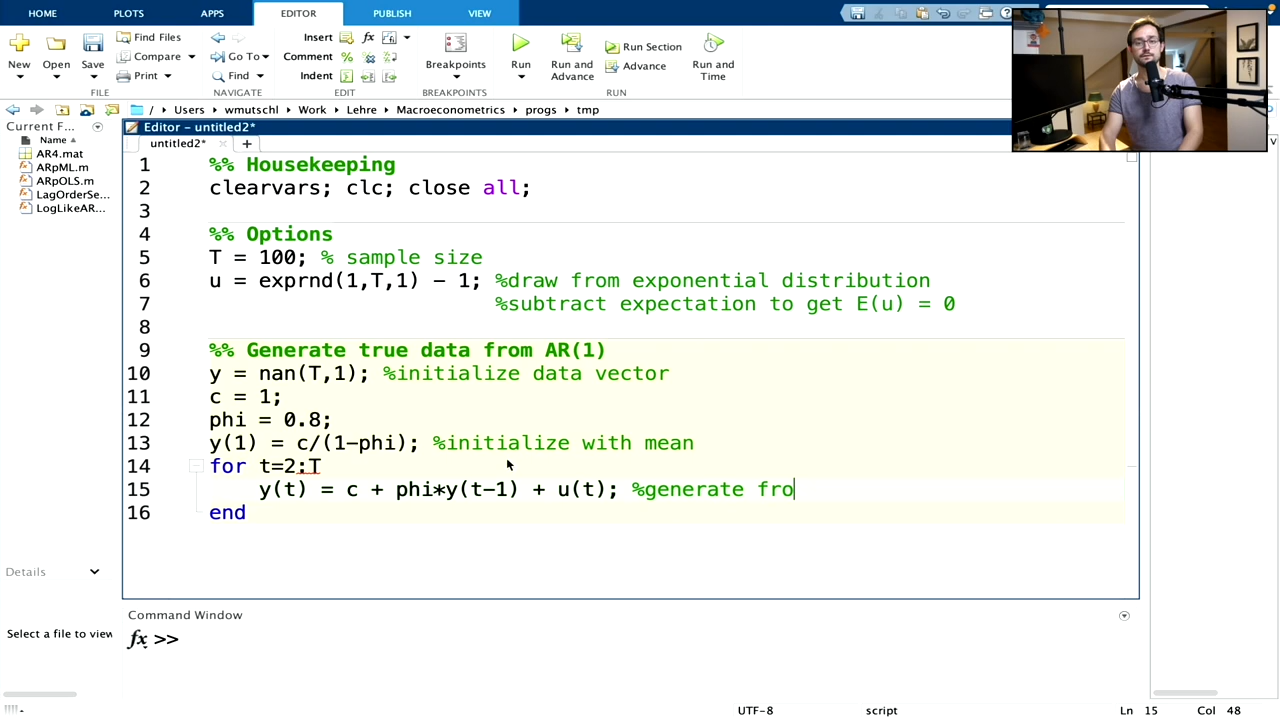 HOME PLOTS APPS EDITOR PUBLISH VIEW
New Open Save
Find Files
Compare
Print
FILE
Go To
Find
NAVIGATE
Insert
Comment
Indent
EDIT
Breakpoints
BREAKPOINTS
Run
Run and Advance
Run Section
Advance
Run and Time
RUN
/ Users wmutschl Work Lehre Macroeconometrics progs tmp
Current F...
Name
AR4.mat
ARpML.m
ARpOLS.m
LagOrderSe...
LogLikeAR...
Details
Select a file to view
Editor - untitled2*
untitled2*
1 %% Housekeeping
2 clearvars; clc; close all;
3
4 %% Options
5 T = 100; % sample size
6 u = exprnd(1,T,1) - 1; %draw from exponential distribution
7 %subtract expectation to get E(u) = 0
8
9 %% Generate true data from AR(1)
10 y = nan(T,1); %initialize data vector
11 c = 1;
12 phi = 0.8;
13 y(1) = c/(1-phi); %initialize with mean
14 for t=2:T
15 y(t) = c + phi*y(t-1) + u(t); %generate fro
16 end
Command Window
fx >>
UTF-8 script Ln 15 Col 48